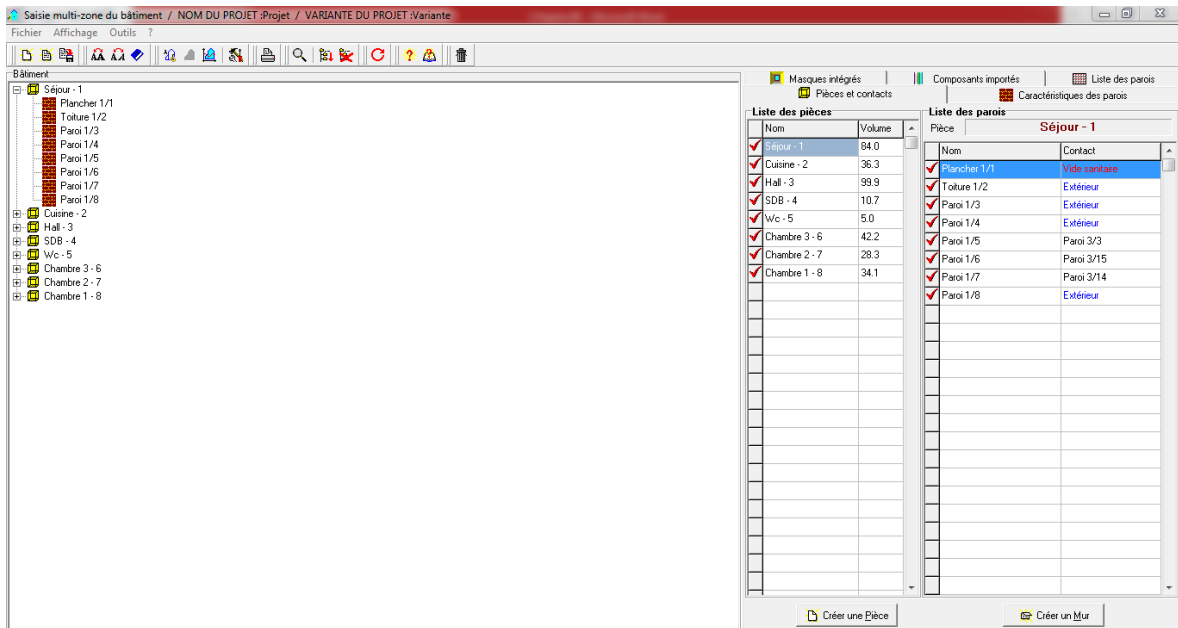 Saisie multi-zone du bâtiment / NOM DU PROJET :Projet / VARIANTE DU PROJET :Variante
Fichier Affichage Outils ?
Bâtiment
Séjour - 1
Plancher 1/1
Toiture 1/2
Paroi 1/3
Paroi 1/4
Paroi 1/5
Paroi 1/6
Paroi 1/7
Paroi 1/8
Cuisine - 2
Hall - 3
SDB - 4
Wc - 5
Chambre 3 - 6
Chambre 2 - 7
Chambre 1 - 8
Masques intégrés Composants importés Liste des parois
Pièces et contacts Caractéristiques des parois
Liste des pièces
Nom Volume
Séjour - 1 84.0
Cuisine - 2 36.3
Hall - 3 99.9
SDB - 4 10.7
Wc - 5 5.0
Chambre 3 - 6 42.2
Chambre 2 - 7 28.3
Chambre 1 - 8 34.1
Créer une Pièce
Liste des parois
Pièce Séjour - 1
Nom Contact
Plancher 1/1 Vide sanitaire
Toiture 1/2 Extérieur
Paroi 1/3 Extérieur
Paroi 1/4 Extérieur
Paroi 1/5 Paroi 3/3
Paroi 1/6 Paroi 3/15
Paroi 1/7 Paroi 3/14
Paroi 1/8 Extérieur
Créer un Mur